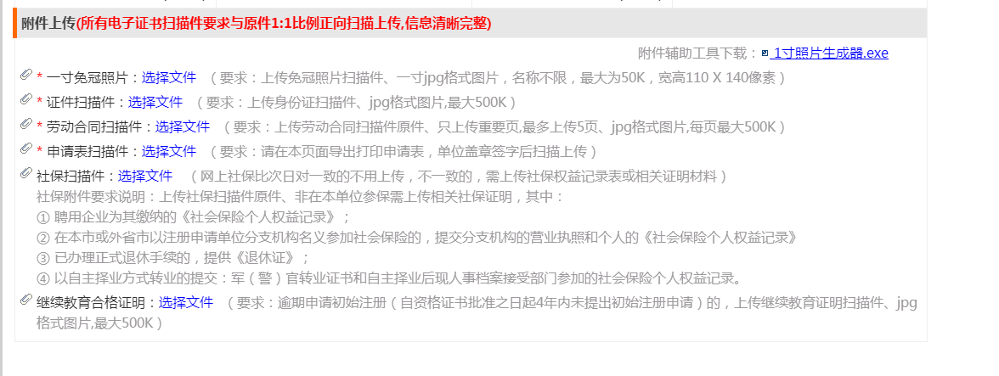 附件上传(所有电子证书扫描件要求与原件1:1比例正向扫描上传,信息清晰完整)
附件辅助工具下载： 1寸照片生成器.exe
* 一寸免冠照片：选择文件 （要求：上传免冠照片扫描件、一寸jpg格式图片，名称不限，最大为50K，宽高110 X 140像素）
* 证件扫描件：选择文件 （要求：上传身份证扫描件、jpg格式图片,最大500K）
* 劳动合同扫描件：选择文件 （要求：上传劳动合同扫描件原件、只上传重要页,最多上传5页、jpg格式图片,每页最大500K）
* 申请表扫描件：选择文件 （要求：请在本页面导出打印申请表，单位盖章签字后扫描上传）
社保扫描件：选择文件 （网上社保比次日对一致的不用上传，不一致的，需上传社保权益记录表或相关证明材料）
社保附件要求说明：上传社保扫描件原件、非在本单位参保需上传相关社保证明，其中：
① 聘用企业为其缴纳的《社会保险个人权益记录》；
② 在本市或外省市以注册申请单位分支机构名义参加社会保险的，提交分支机构的营业执照和个人的《社会保险个人权益记录》
③ 已办理正式退休手续的，提供《退休证》；
④ 以自主择业方式转业的提交：军（警）官转业证书和自主择业后现人事档案接受部门参加的社会保险个人权益记录。
继续教育合格证明：选择文件 （要求：逾期申请初始注册（自资格证书批准之日起4年内未提出初始注册申请）的，上传继续教育证明扫描件、jpg
格式图片,最大500K）